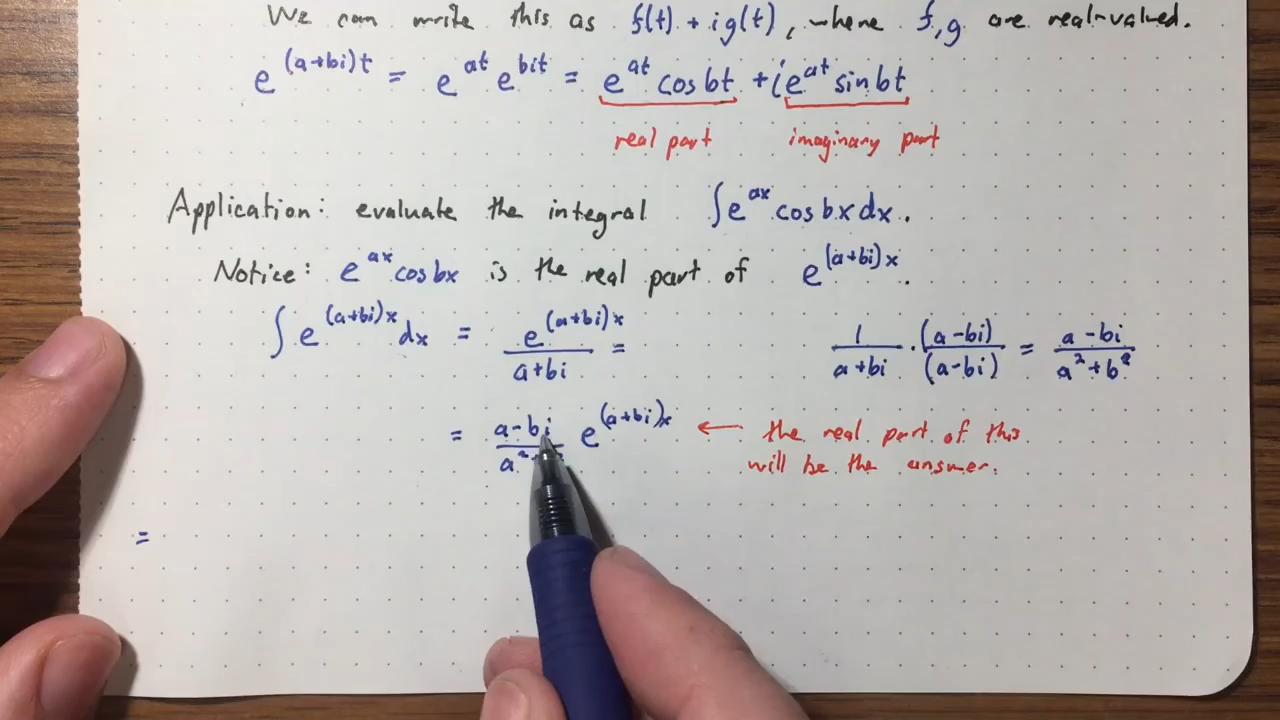 We can write this as f(t) + i g(t), where f,g are real-valued.
e^{(a+bi)t} = e^{at} e^{bit} = e^{at} cos bt + i e^{at} sin bt
real part imaginary part
Application: evaluate the integral ∫e^{ax} cos bx dx.
Notice: e^{ax} cos bx is the real part of e^{(a+bi)x}.
∫ e^{(a+bi)x} dx = e^{(a+bi)x} / (a+bi) =
1/(a+bi) · (a-bi)/(a-bi) = (a-bi)/(a²+b²)
= (a-bi)/(a² e^{(a+bi)x} ← the real part of this
will be the answer.
=